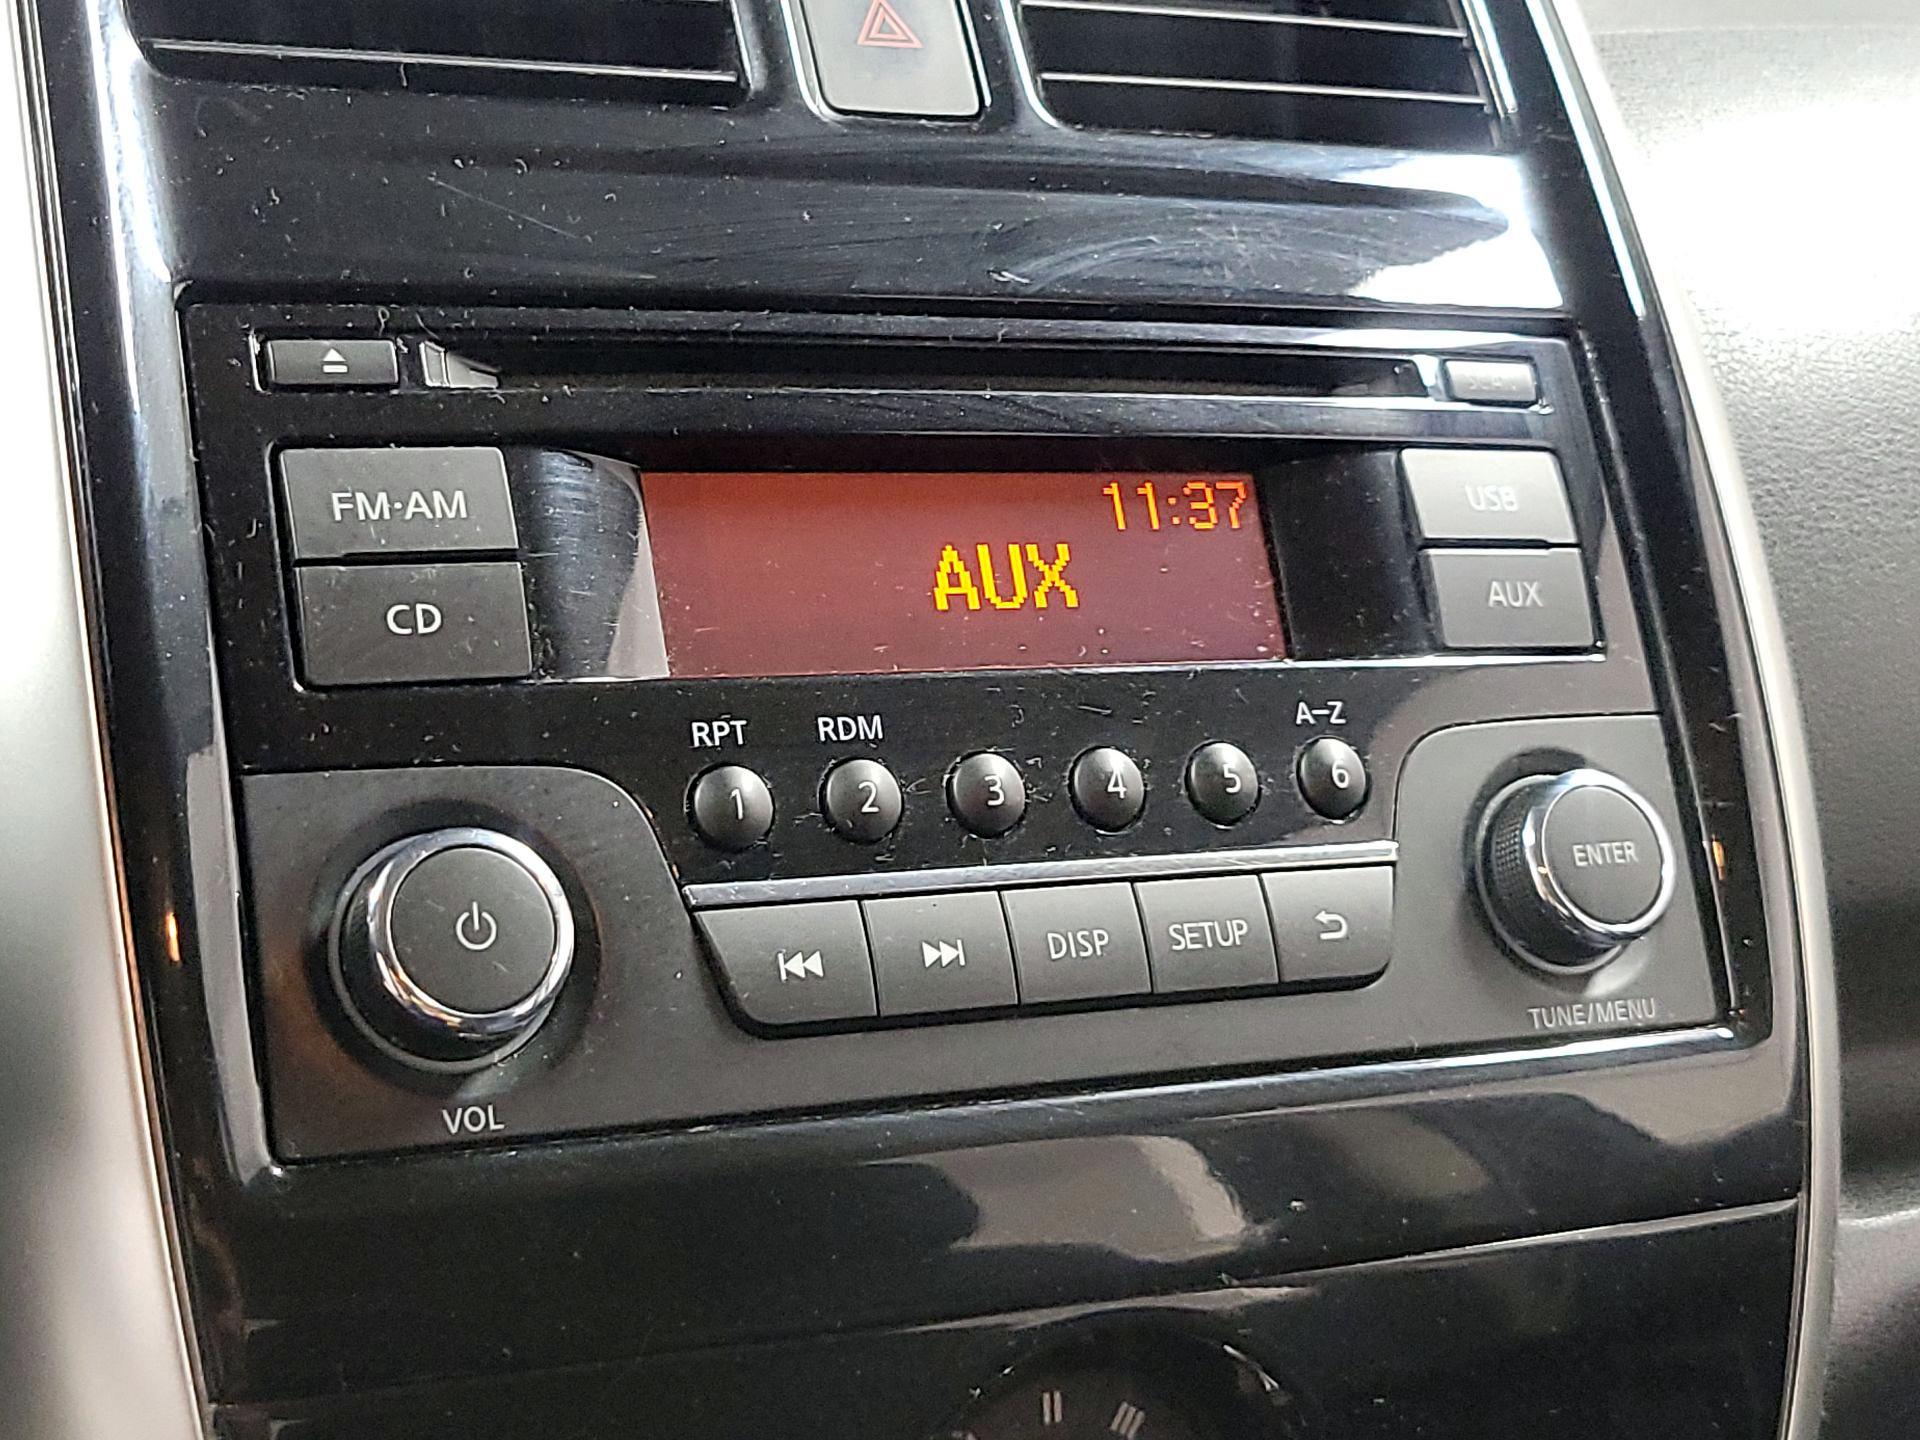 FM·AM
CD
11:37
AUX
USB
AUX
RPT
RDM
A-Z
1
2
3
4
5
6
DISP
SETUP
ENTER
TUNE/MENU
VOL